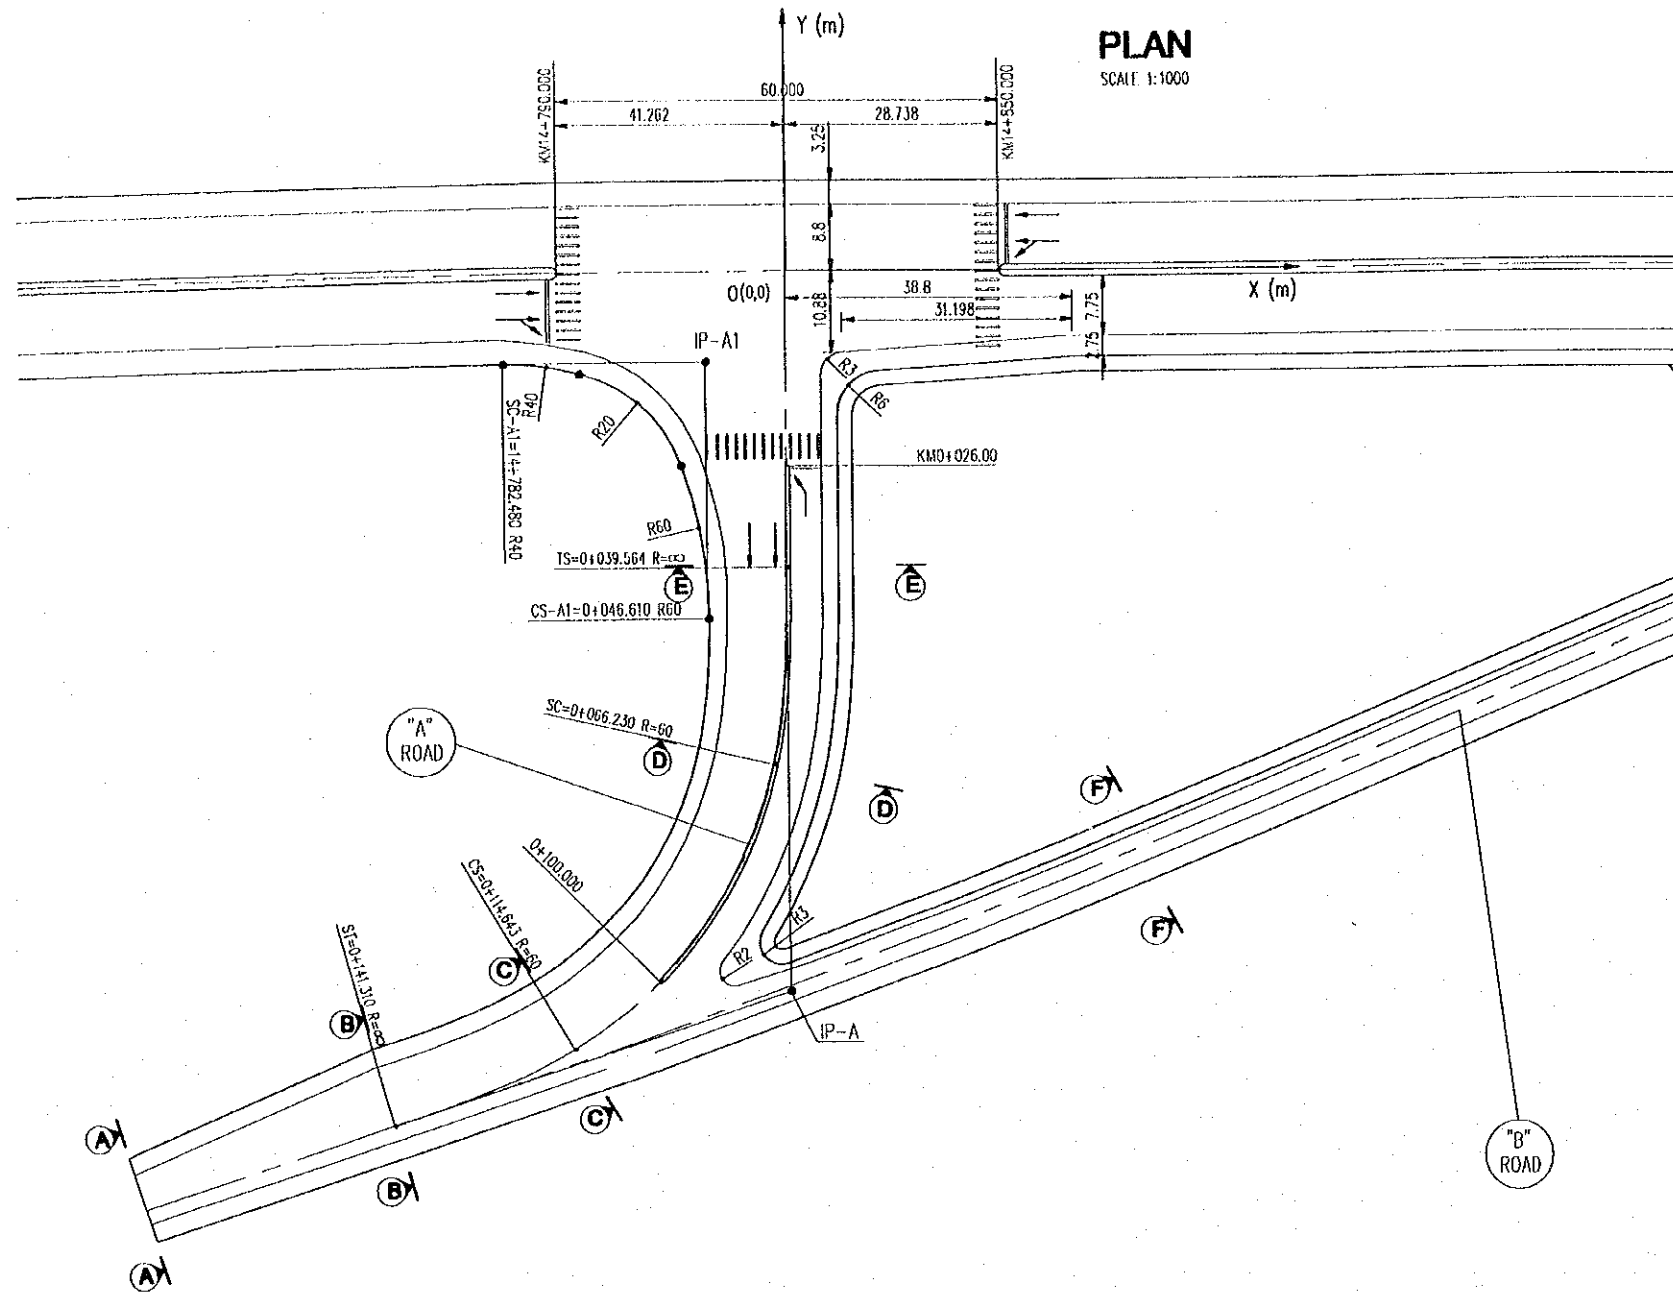 PLAN
SCALE 1:1000
Y (m)
KM14+790.000
60.000
KM14+850.000
41.262
28.738
3.25
8.8
O(0,0)
38.8
X (m)
10.88
31.198
7.75
2.75
IP-A1
R3
R6
R40
SC-A1=14+782.480 R40
R20
KM0+026.00
R60
TS=0+039.564 R=∞
E
E
CS-A1=0+046.610 R60
SC=0+066.230 R=60
"A"
ROAD
D
D
F
0+100.000
CS=0+114.643 R=60
ST=0+141.310 R=∞
R3
F
C
R2
B
IP-A
A
C
"B"
ROAD
B
A